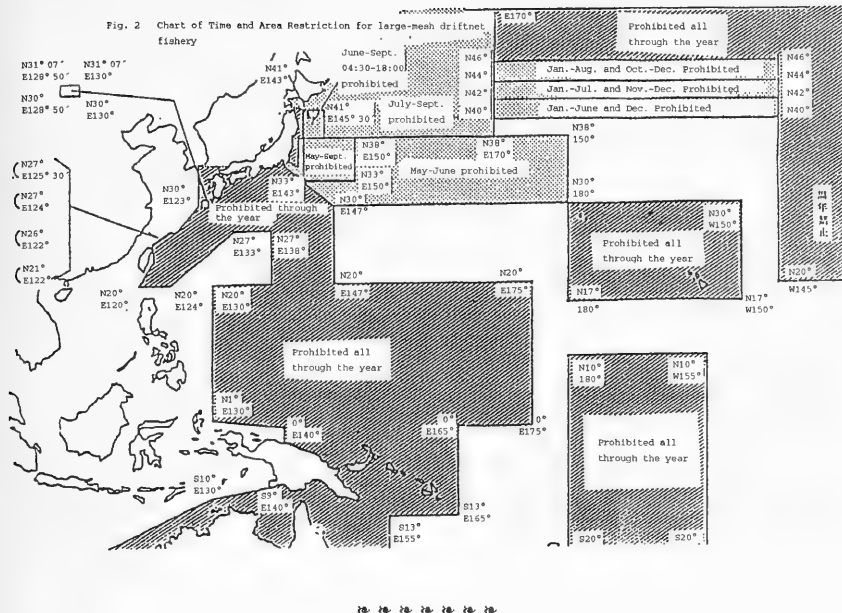 Fig. 2 Chart of Time and Area Restriction for large-mesh driftnet
fishery
E170°
Prohibited all
through the year
June-Sept.
04:30-18:00
prohibited
N41°
E143°
N31° 07′
E128° 50′
N31° 07′
E130°
N30°
E128° 50′
N30°
E130°
N46°
N44°
N42°
N40°
Jan.-Aug. and Oct.-Dec. Prohibited
Jan.-Jul. and Nov.-Dec. Prohibited
Jan.-June and Dec. Prohibited
N46°
N44°
N42°
N40°
N41°
E145° 30
July-Sept.
prohibited
N38°
150°
May-Sept.
prohibited
N38°
E150°
N38°
E170°
N33°
E150°
May-June prohibited
N27°
E125° 30
N27°
E124°
N26°
E122°
N21°
E122°
N30°
E123°
N33°
E143°
N30°
E147°
N30°
180°
Prohibited through
the year
N27°
E133°
N27°
E138°
N30°
W150°
Prohibited all
through the year
N20°
E120°
N20°
E124°
N20°
E130°
N20°
E147°
N20°
E175°
N17°
180°
N17°
W150°
N20°
W145°
Prohibited all
through the year
N10°
180°
N10°
W155°
N1°
E130°
0°
E140°
0°
E165°
0°
E175°
Prohibited all
through the year
S10°
E130°
S9°
E140°
S13°
E165°
S13°
E155°
S20°
S20°